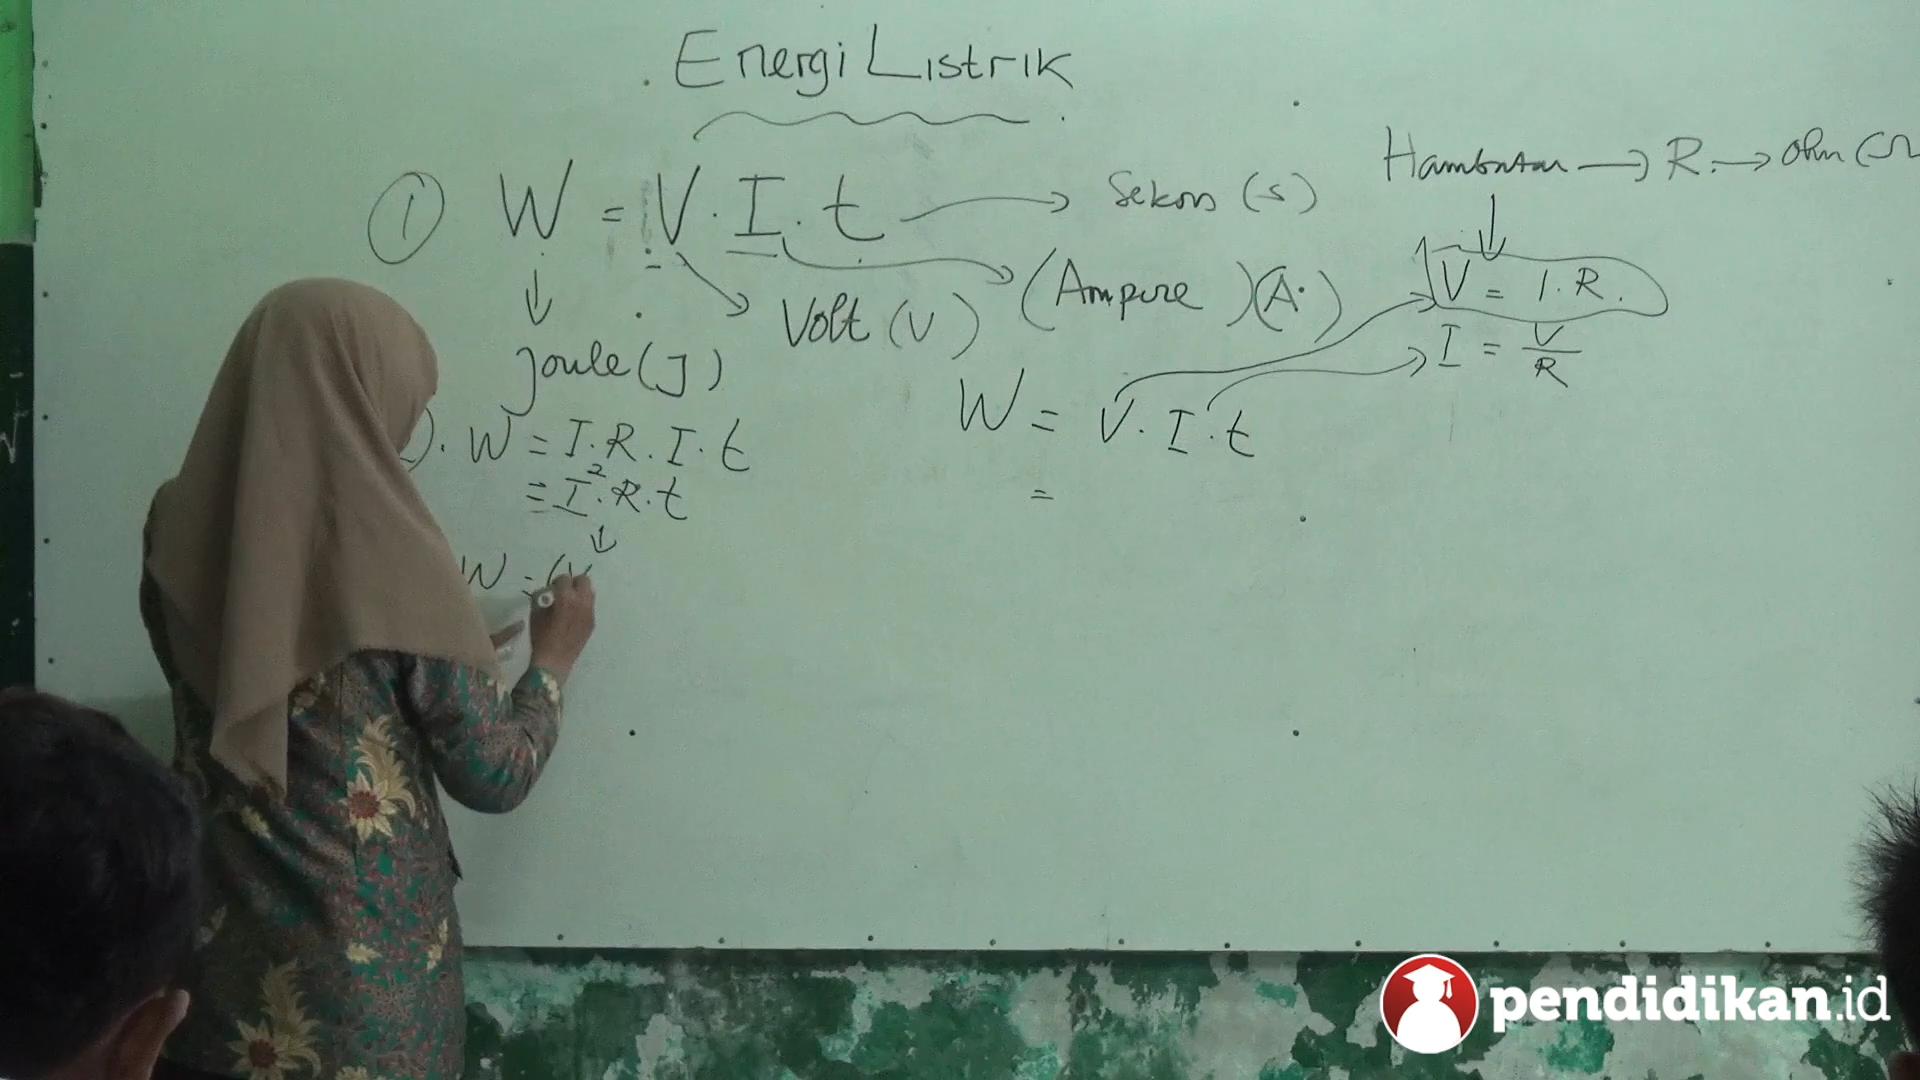 Energi Listrik
① W = V . I . t → Sekon (s)
Hambatan → R → ohm (Ω
↓
Joule (J)
Volt (V)
(Ampere) (A)
V = I . R .
I = V/R
W = V . I . t
=
). W = I . R . I . t
= I² . R . t
↓
W = (V
pendidikan.id